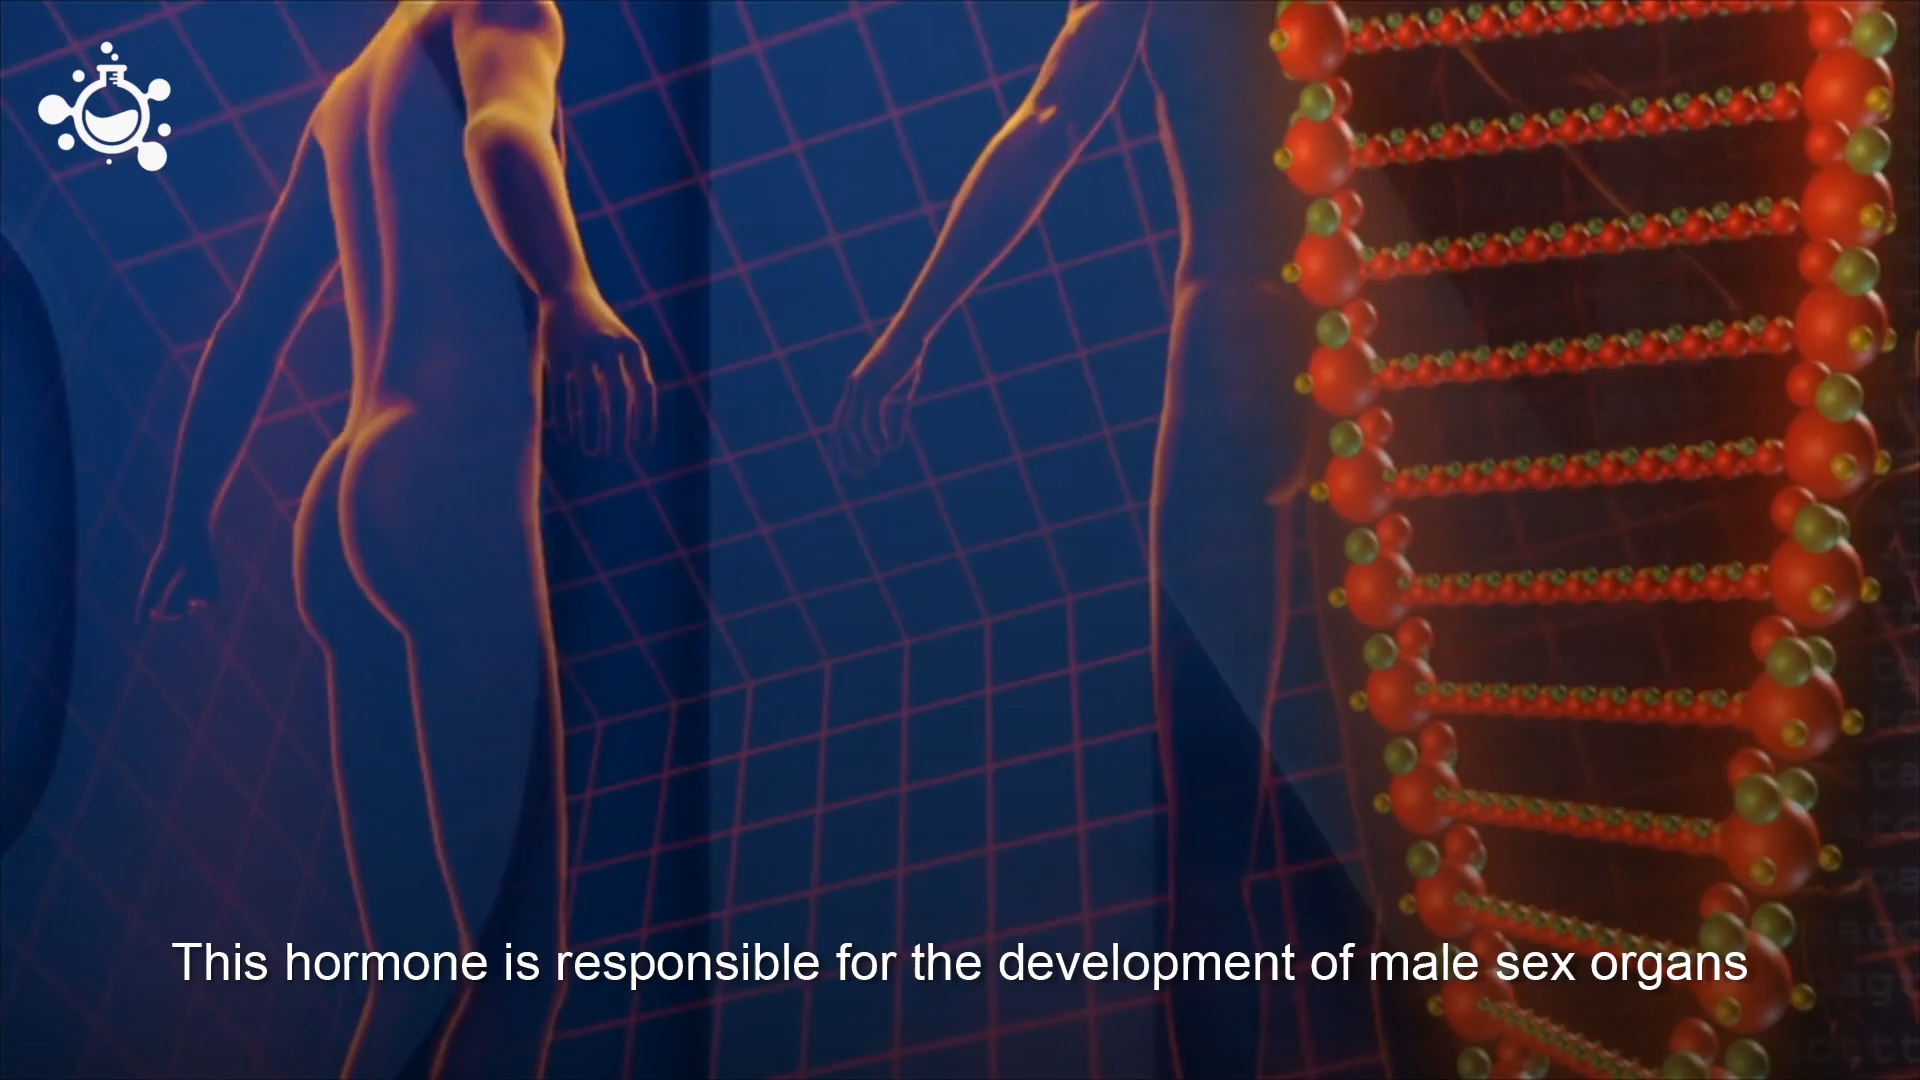 This hormone is responsible for the development of male sex organs